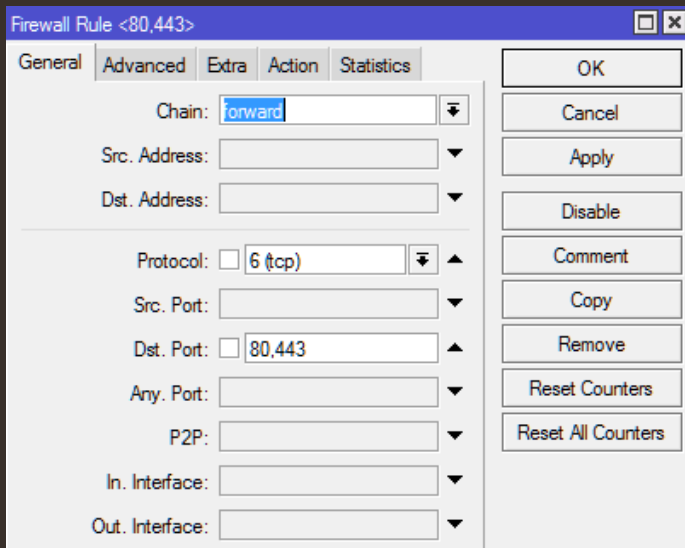 Firewall Rule <80,443>
General Advanced Extra Action Statistics
Chain: forward
Src. Address:
Dst. Address:
Protocol: 6 (tcp)
Src. Port:
Dst. Port: 80,443
Any. Port:
P2P:
In. Interface:
Out. Interface:
OK
Cancel
Apply
Disable
Comment
Copy
Remove
Reset Counters
Reset All Counters